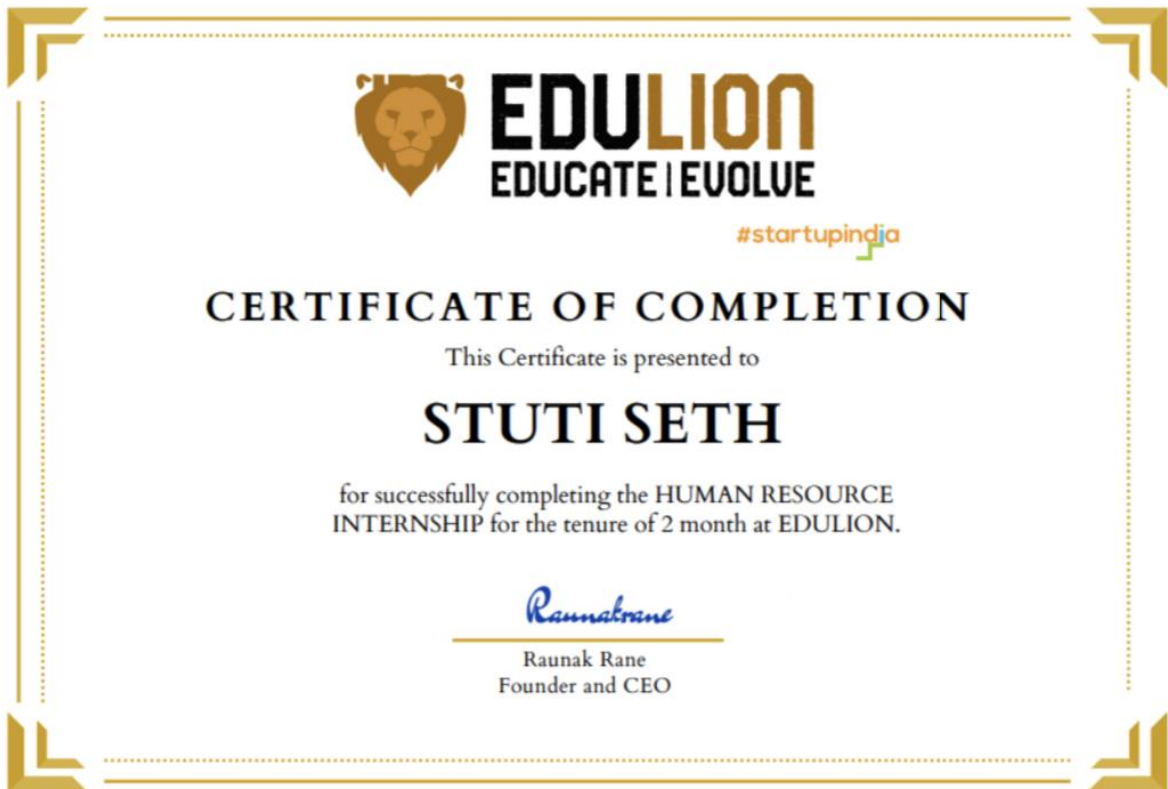 EDULION
EDUCATE | EVOLVE
#startupindia
CERTIFICATE OF COMPLETION
This Certificate is presented to
STUTI SETH
for successfully completing the HUMAN RESOURCE
INTERNSHIP for the tenure of 2 month at EDULION.
Raunakrane
Raunak Rane
Founder and CEO